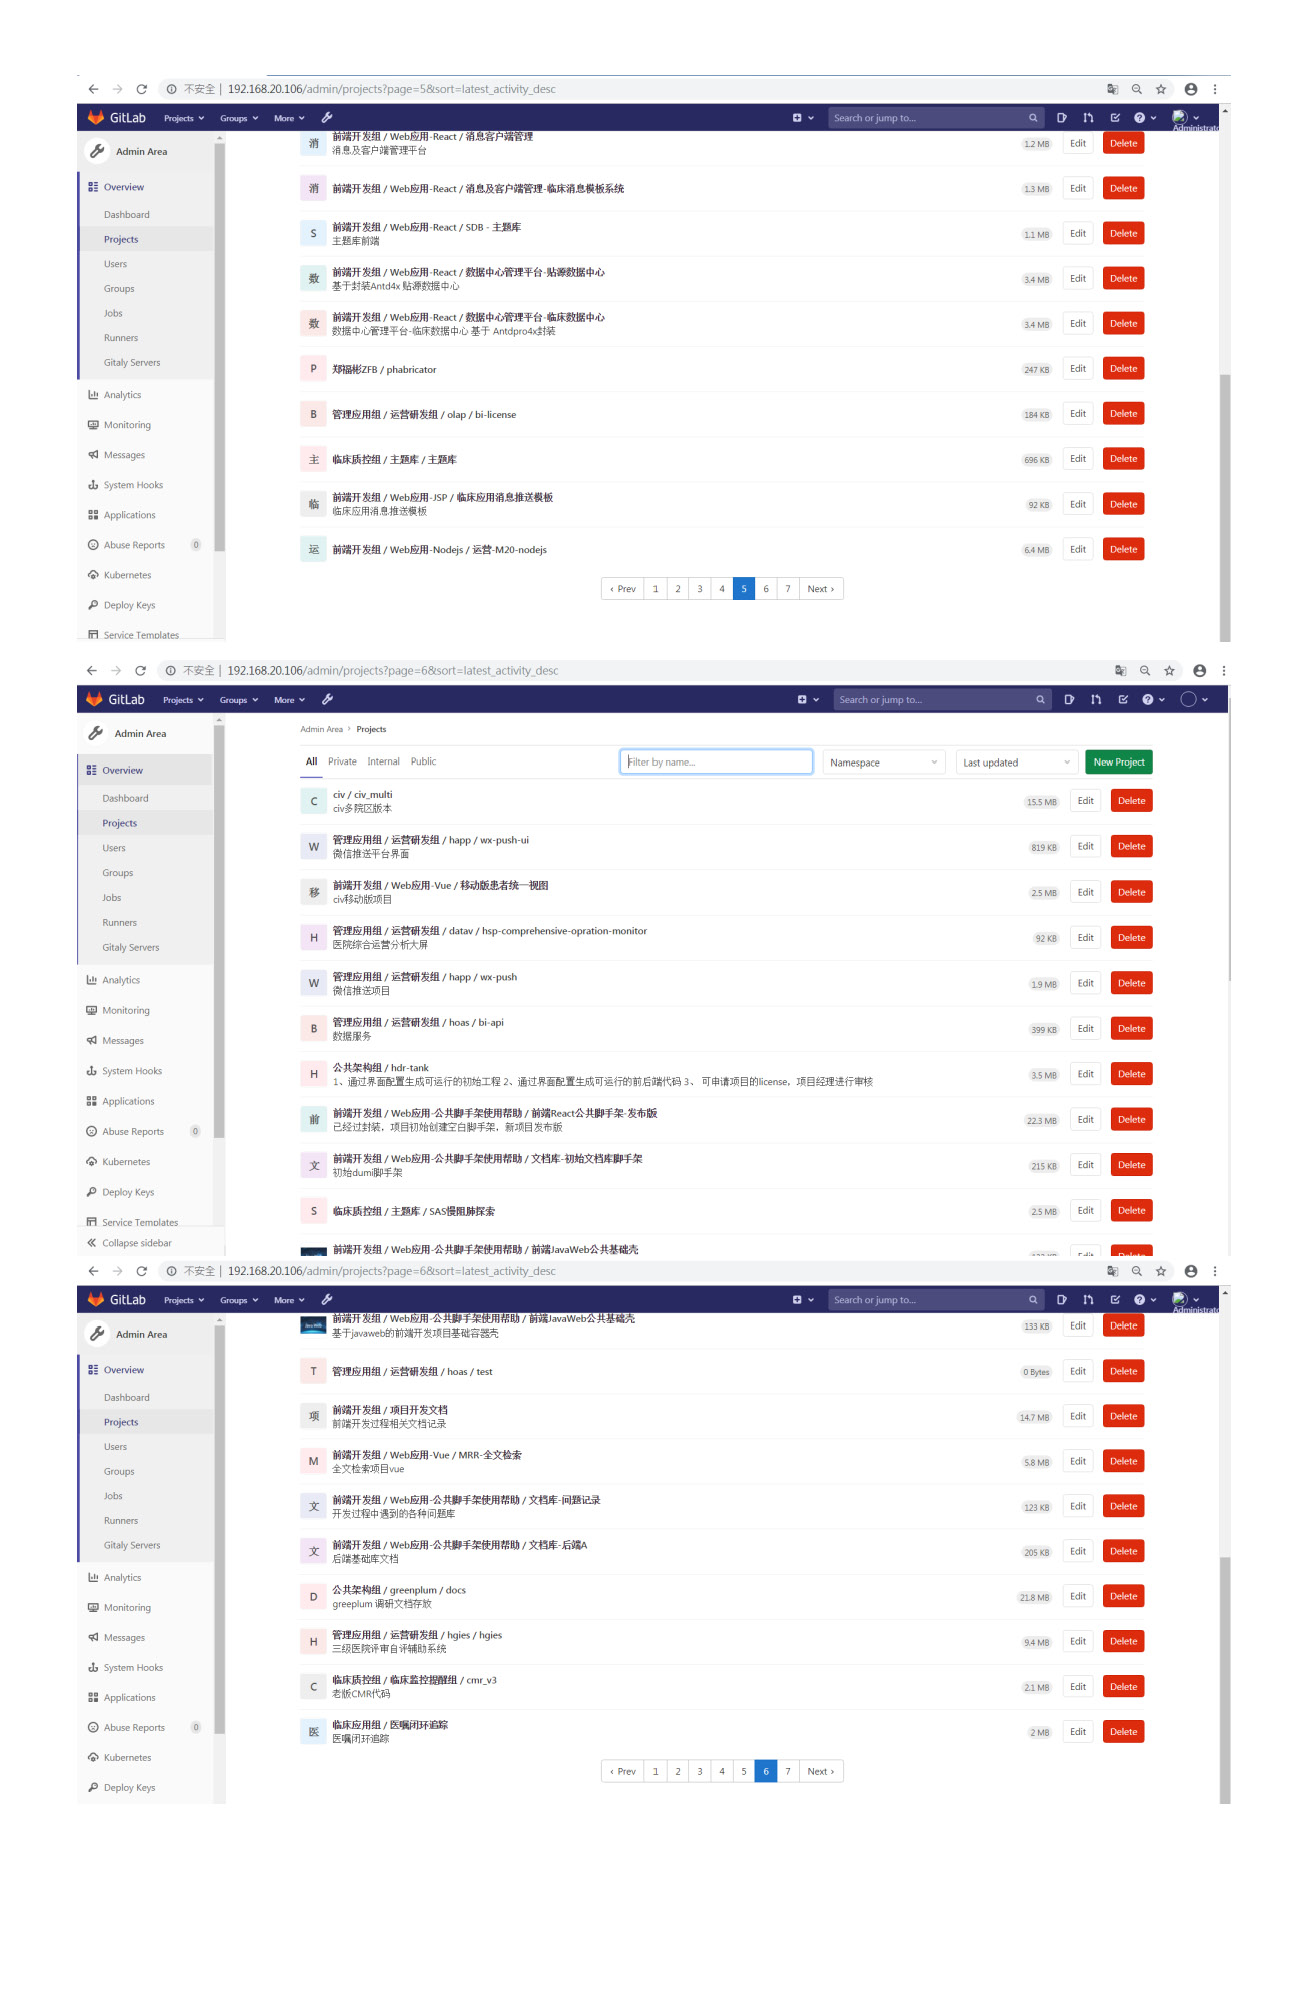 不安全 | 192.168.20.106/admin/projects?page=5&sort=latest_activity_desc
GitLab Projects Groups More Search or jump to... Administrato
Admin Area
Overview
Dashboard
Projects
Users
Groups
Jobs
Runners
Gitaly Servers
Analytics
Monitoring
Messages
System Hooks
Applications
Abuse Reports 0
Kubernetes
Deploy Keys
Service Templates
消 前端开发组 / Web应用-React / 消息客户端管理 1.2 MB Edit Delete
消息及客户端管理平台
消 前端开发组 / Web应用-React / 消息及客户端管理-临床消息模板系统 1.3 MB Edit Delete
S 前端开发组 / Web应用-React / SDB - 主题库 1.1 MB Edit Delete
主题库前端
数 前端开发组 / Web应用-React / 数据中心管理平台-贴源数据中心 3.4 MB Edit Delete
基于封装Antd4x 贴源数据中心
数 前端开发组 / Web应用-React / 数据中心管理平台-临床数据中心 3.4 MB Edit Delete
数据中心管理平台-临床数据中心 基于 Antdpro4x封装
P 郑福彬ZFB / phabricator 247 KB Edit Delete
B 管理应用组 / 运营研发组 / olap / bi-license 184 KB Edit Delete
主 临床质控组 / 主题库 / 主题库 696 KB Edit Delete
临 前端开发组 / Web应用-JSP / 临床应用消息推送模板 92 KB Edit Delete
临床应用消息推送模板
运 前端开发组 / Web应用-Nodejs / 运营-M20-nodejs 6.4 MB Edit Delete
‹ Prev 1 2 3 4 5 6 7 Next ›
不安全 | 192.168.20.106/admin/projects?page=6&sort=latest_activity_desc
GitLab Projects Groups More Search or jump to...
Admin Area
Overview
Dashboard
Projects
Users
Groups
Jobs
Runners
Gitaly Servers
Analytics
Monitoring
Messages
System Hooks
Applications
Abuse Reports 0
Kubernetes
Deploy Keys
Service Templates
Collapse sidebar
Admin Area › Projects
All Private Internal Public Filter by name... Namespace Last updated New Project
C civ / civ_multi 15.5 MB Edit Delete
civ多院区版本
W 管理应用组 / 运营研发组 / happ / wx-push-ui 819 KB Edit Delete
微信推送平台界面
移 前端开发组 / Web应用-Vue / 移动版患者统一视图 2.5 MB Edit Delete
civ移动版项目
H 管理应用组 / 运营研发组 / datav / hsp-comprehensive-opration-monitor 92 KB Edit Delete
医院综合运营分析大屏
W 管理应用组 / 运营研发组 / happ / wx-push 1.9 MB Edit Delete
微信推送项目
B 管理应用组 / 运营研发组 / hoas / bi-api 399 KB Edit Delete
数据服务
H 公共架构组 / hdr-tank 3.5 MB Edit Delete
1、通过界面配置生成可运行的初始工程 2、通过界面配置生成可运行的前后端代码 3、 可申请项目的license，项目经理进行审核
前 前端开发组 / Web应用-公共脚手架使用帮助 / 前端React公共脚手架-发布版 22.3 MB Edit Delete
已经过封装，项目初始创建空白脚手架，新项目发布版
文 前端开发组 / Web应用-公共脚手架使用帮助 / 文档库-初始文档库脚手架 215 KB Edit Delete
初始dumi脚手架
S 临床质控组 / 主题库 / SAS慢阻肺探索 2.5 MB Edit Delete
前端开发组 / Web应用-公共脚手架使用帮助 / 前端JavaWeb公共基础壳 133 KB Edit Delete
不安全 | 192.168.20.106/admin/projects?page=6&sort=latest_activity_desc
GitLab Projects Groups More Search or jump to... Administrato
Admin Area
Overview
Dashboard
Projects
Users
Groups
Jobs
Runners
Gitaly Servers
Analytics
Monitoring
Messages
System Hooks
Applications
Abuse Reports 0
Kubernetes
Deploy Keys
前端开发组 / Web应用-公共脚手架使用帮助 / 前端JavaWeb公共基础壳 133 KB Edit Delete
基于javaweb的前端开发项目基础容器壳
T 管理应用组 / 运营研发组 / hoas / test 0 Bytes Edit Delete
项 前端开发组 / 项目开发文档 14.7 MB Edit Delete
前端开发过程相关文档记录
M 前端开发组 / Web应用-Vue / MRR-全文检索 5.8 MB Edit Delete
全文检索项目vue
文 前端开发组 / Web应用-公共脚手架使用帮助 / 文档库-问题记录 123 KB Edit Delete
开发过程中遇到的各种问题库
文 前端开发组 / Web应用-公共脚手架使用帮助 / 文档库-后端A 205 KB Edit Delete
后端基础库文档
D 公共架构组 / greenplum / docs 21.8 MB Edit Delete
greeplum 调研文档存放
H 管理应用组 / 运营研发组 / hgies / hgies 9.4 MB Edit Delete
三级医院评审自评辅助系统
C 临床质控组 / 临床监控提醒组 / cmr_v3 2.1 MB Edit Delete
老版CMR代码
医 临床应用组 / 医嘱闭环追踪 2 MB Edit Delete
医嘱闭环追踪
‹ Prev 1 2 3 4 5 6 7 Next ›